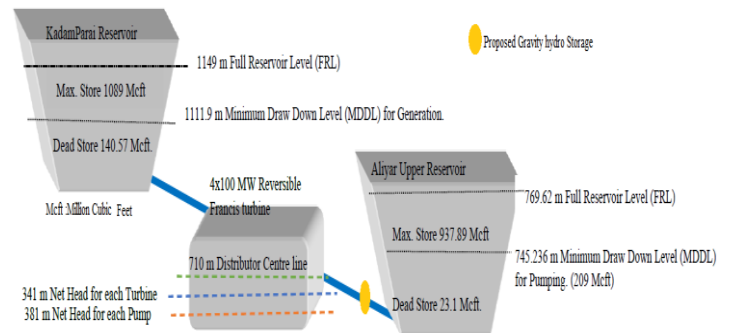 KadamParai Reservoir
1149 m Full Reservoir Level (FRL)
Max. Store 1089 Mcft
1111.9 m Minimum Draw Down Level (MDDL) for Generation.
Dead Store 140.57 Mcft.
Mcft :Million Cubic Feet
Proposed Gravity hydro Storage
4x100 MW Reversible
Francis turbine
710 m Distributor Centre line
341 m Net Head for each Turbine
381 m Net Head for each Pump
Aliyar Upper Reservoir
769.62 m Full Reservoir Level (FRL)
Max. Store 937.89 Mcft
745.236 m Minimum Draw Down Level (MDDL)
for Pumping. (209 Mcft)
Dead Store 23.1 Mcft.